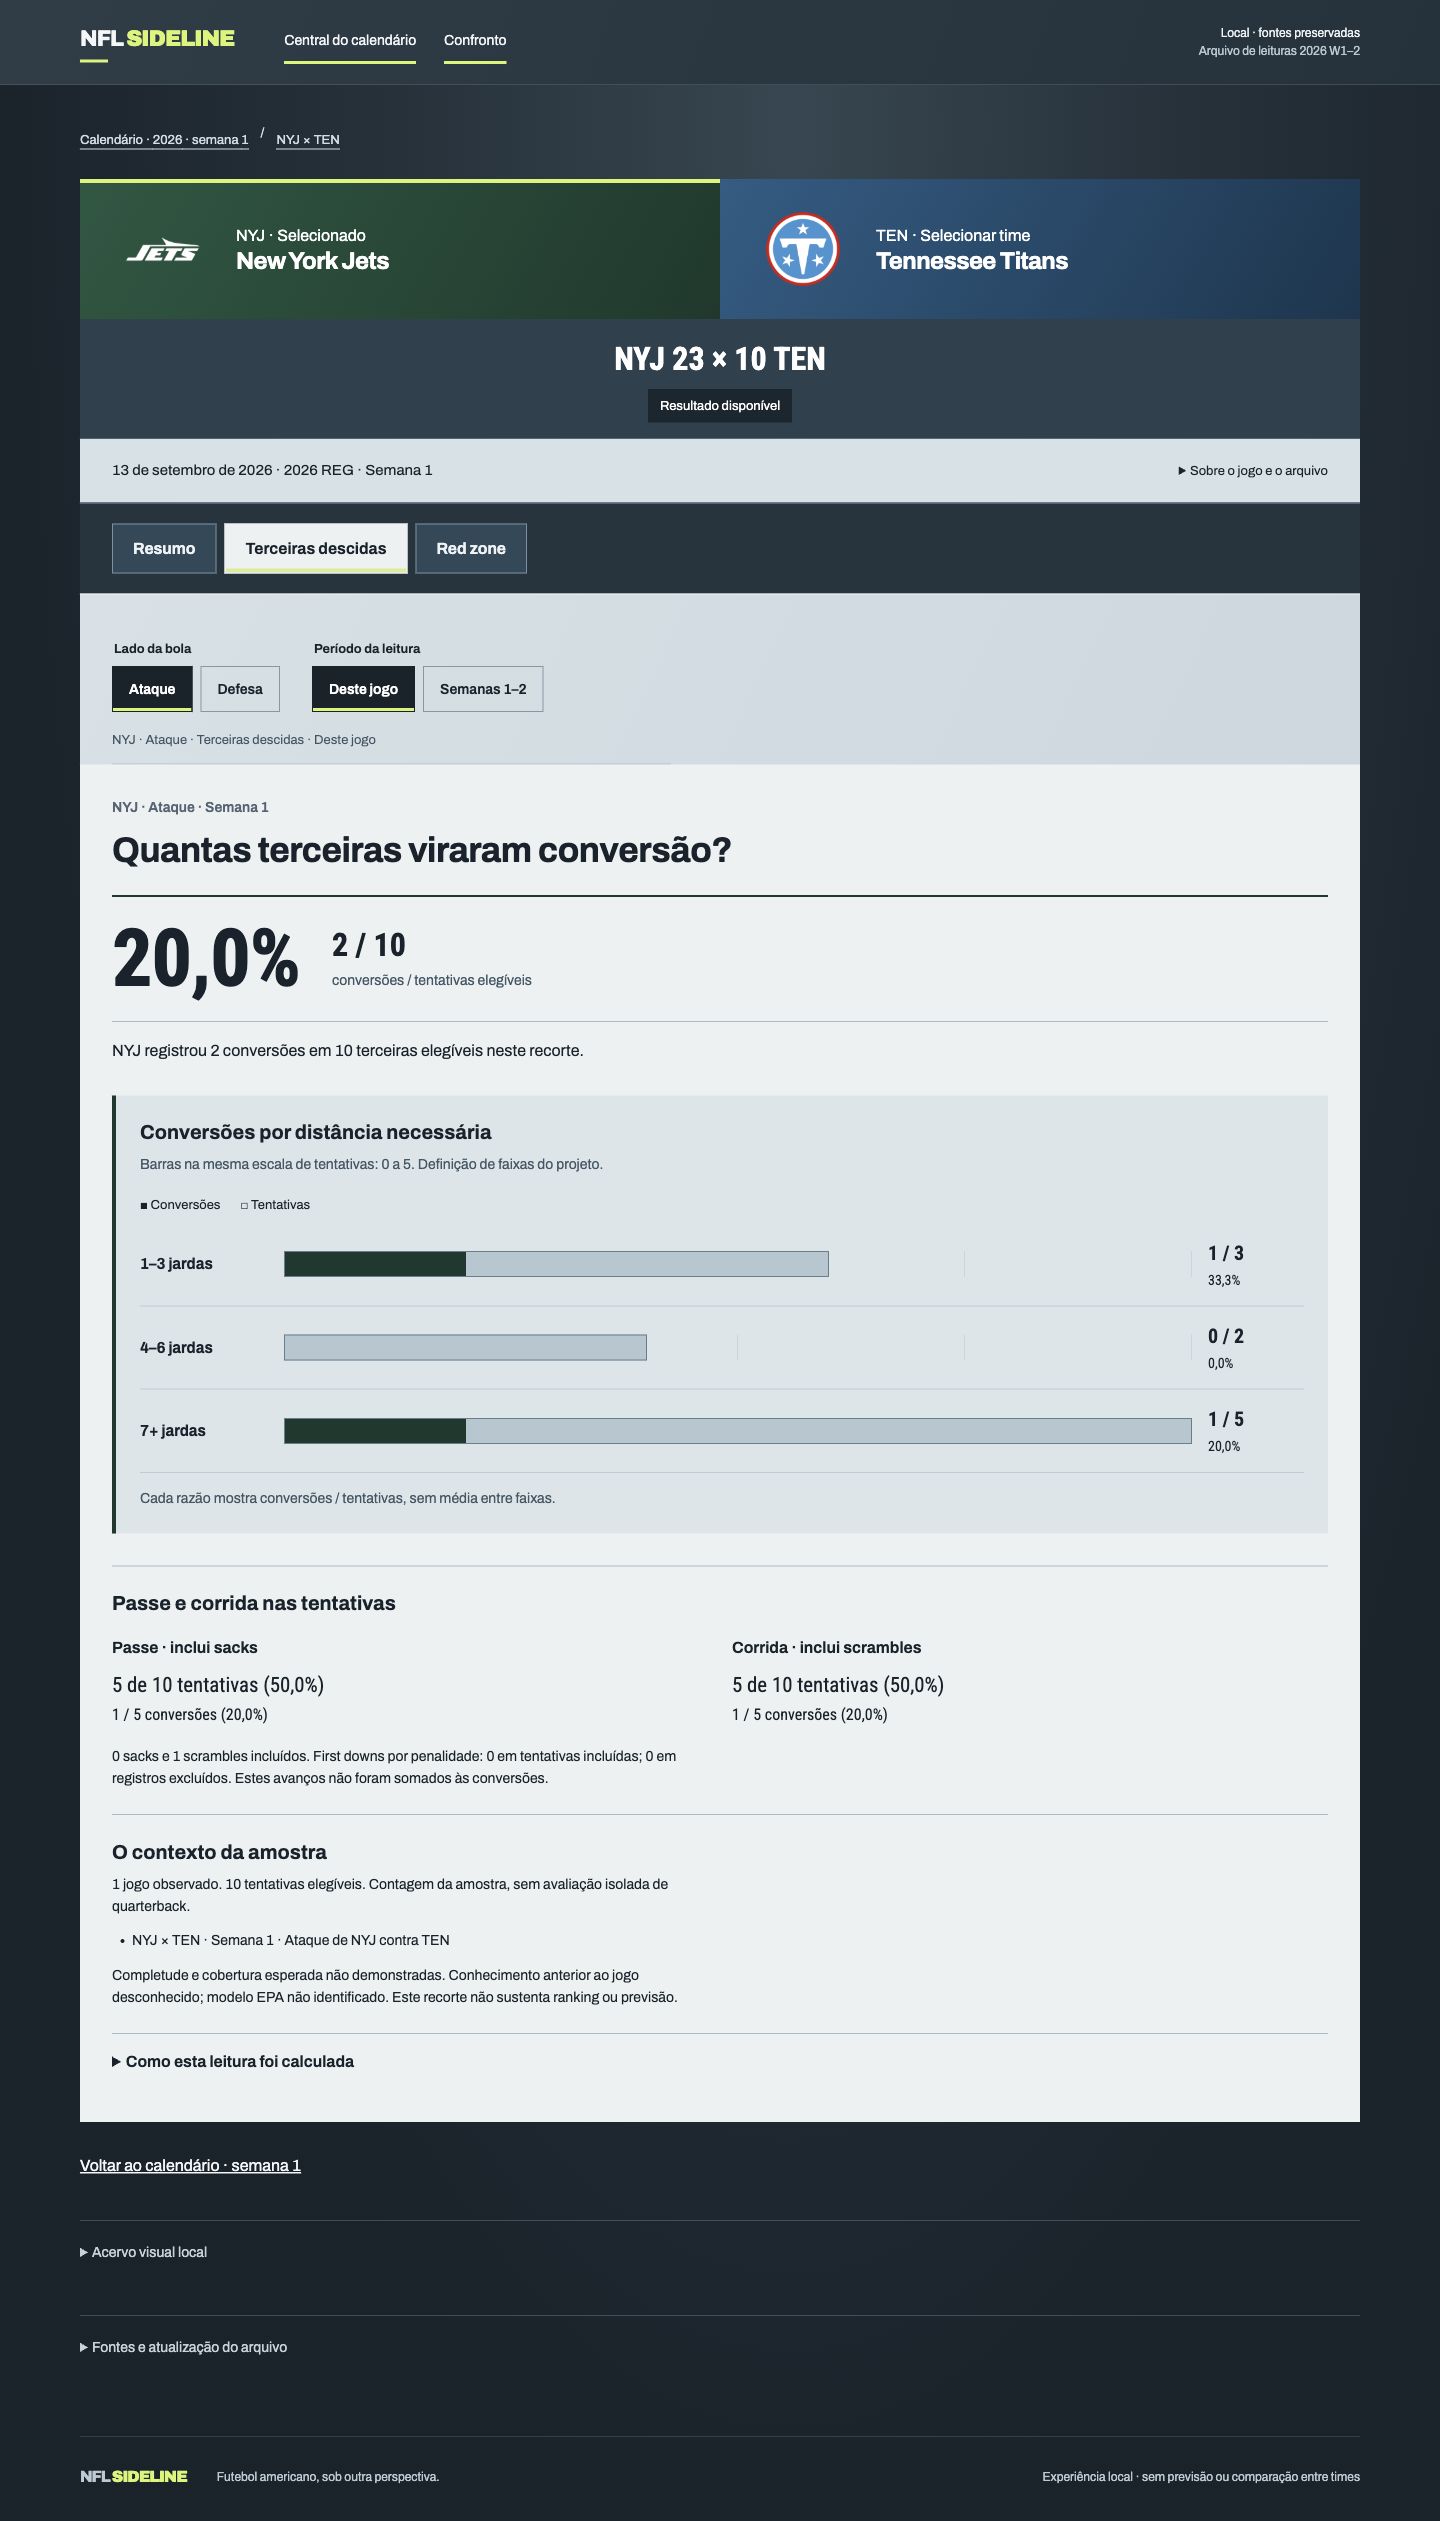 NFL SIDELINE
Central do calendário
Confronto
Local · fontes preservadas
Arquivo de leituras 2026 W1–2
Calendário · 2026 · semana 1 / NYJ × TEN
JETS
NYJ · Selecionado
New York Jets
TEN · Selecionar time
Tennessee Titans
NYJ 23 × 10 TEN
Resultado disponível
13 de setembro de 2026 · 2026 REG · Semana 1
▶ Sobre o jogo e o arquivo
Resumo
Terceiras descidas
Red zone
Lado da bola
Ataque
Defesa
Período da leitura
Deste jogo
Semanas 1–2
NYJ · Ataque · Terceiras descidas · Deste jogo
NYJ · Ataque · Semana 1
Quantas terceiras viraram conversão?
20,0%
2 / 10
conversões / tentativas elegíveis
NYJ registrou 2 conversões em 10 terceiras elegíveis neste recorte.
Conversões por distância necessária
Barras na mesma escala de tentativas: 0 a 5. Definição de faixas do projeto.
■ Conversões □ Tentativas
1–3 jardas
1 / 3
33,3%
4–6 jardas
0 / 2
0,0%
7+ jardas
1 / 5
20,0%
Cada razão mostra conversões / tentativas, sem média entre faixas.
Passe e corrida nas tentativas
Passe · inclui sacks
5 de 10 tentativas (50,0%)
1 / 5 conversões (20,0%)
Corrida · inclui scrambles
5 de 10 tentativas (50,0%)
1 / 5 conversões (20,0%)
0 sacks e 1 scrambles incluídos. First downs por penalidade: 0 em tentativas incluídas; 0 em
registros excluídos. Estes avanços não foram somados às conversões.
O contexto da amostra
1 jogo observado. 10 tentativas elegíveis. Contagem da amostra, sem avaliação isolada de
quarterback.
• NYJ × TEN · Semana 1 · Ataque de NYJ contra TEN
Completude e cobertura esperada não demonstradas. Conhecimento anterior ao jogo
desconhecido; modelo EPA não identificado. Este recorte não sustenta ranking ou previsão.
▶ Como esta leitura foi calculada
Voltar ao calendário · semana 1
▶ Acervo visual local
▶ Fontes e atualização do arquivo
NFL SIDELINE
Futebol americano, sob outra perspectiva.
Experiência local · sem previsão ou comparação entre times